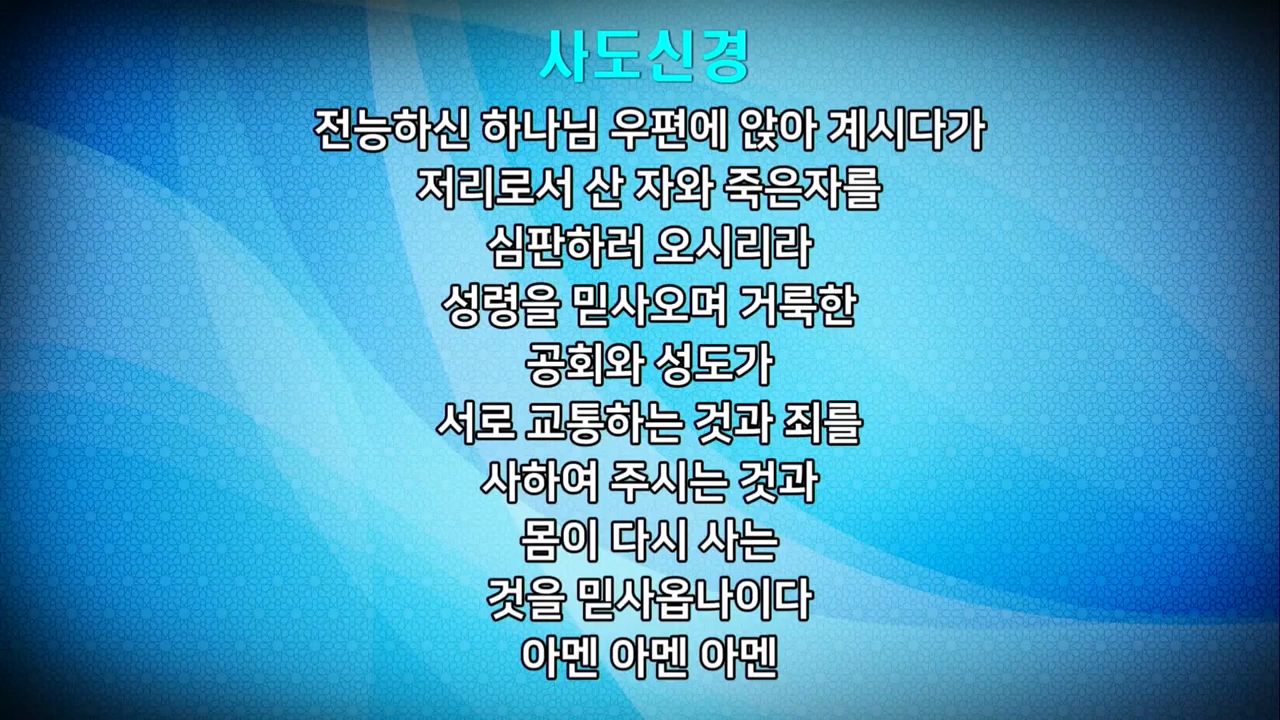 사도신경
전능하신 하나님 우편에 앉아 계시다가
저리로서 산 자와 죽은자를
심판하러 오시리라
성령을 믿사오며 거룩한
공회와 성도가
서로 교통하는 것과 죄를
사하여 주시는 것과
몸이 다시 사는
것을 믿사옵나이다
아멘 아멘 아멘